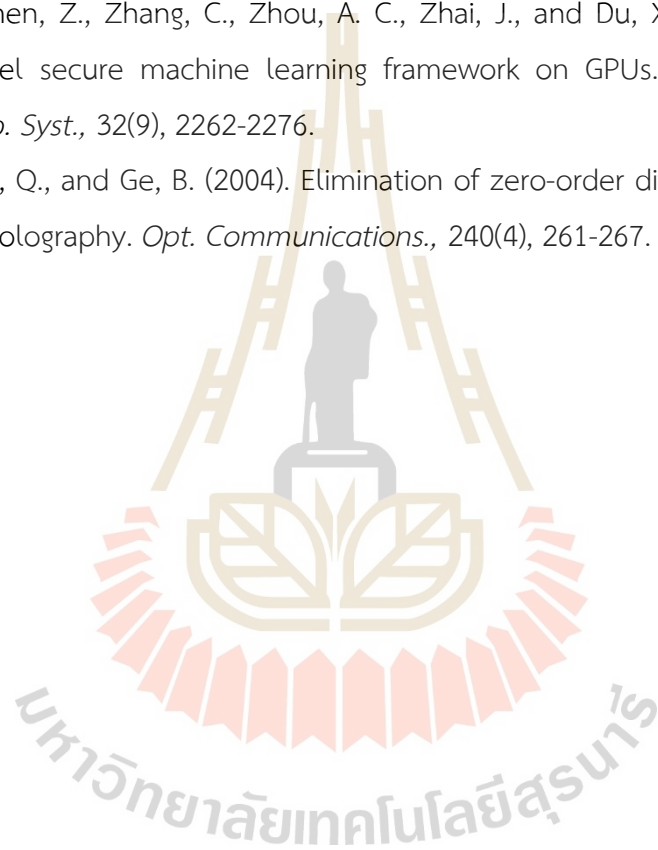 hen, Z., Zhang, C., Zhou, A. C., Zhai, J., and Du, X
el secure machine learning framework on GPUs.
o. Syst., 32(9), 2262-2276.
, Q., and Ge, B. (2004). Elimination of zero-order di
olography. Opt. Communications., 240(4), 261-267.
มหาวิทยาลัยเทคโนโลยีสุรนารี